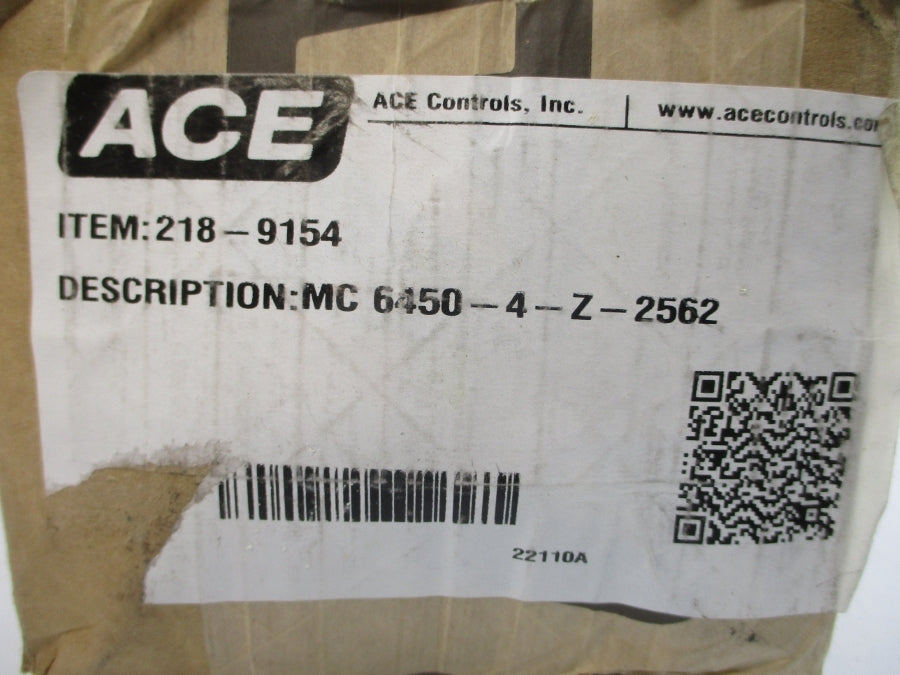 ACE
ACE Controls, Inc. | www.acecontrols.com
ITEM:218-9154
DESCRIPTION:MC 6450-4-Z-2562
22110A